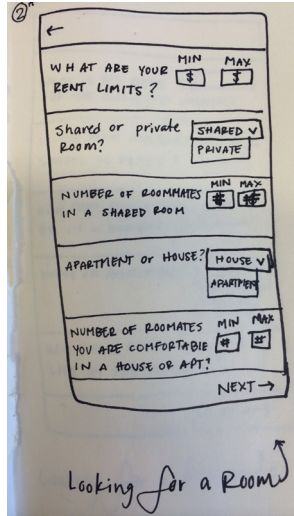 ②
←
WHAT ARE YOUR MIN MAX
RENT LIMITS? $ $
Shared or private SHARED ∨
Room? PRIVATE
NUMBER OF ROOMMATES MIN MAX
IN A SHARED ROOM # #
APARTMENT or HOUSE? HOUSE ∨
APARTMENT
NUMBER OF ROOMATES MIN MAX
YOU ARE COMFORTABLE # #
IN A HOUSE OR APT?
NEXT →
Looking for a Room